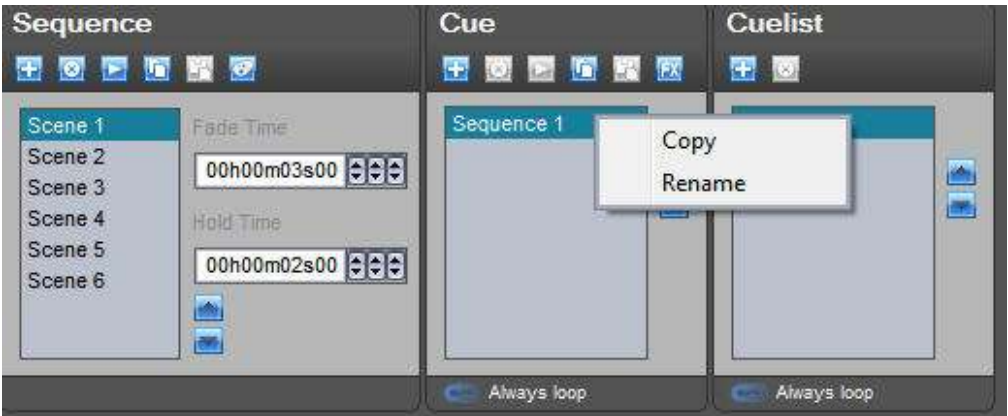 Sequence
Scene 1
Scene 2
Scene 3
Scene 4
Scene 5
Scene 6
Fade Time
00h00m03s00
Hold Time
00h00m02s00
Cue
FX
Sequence 1
Copy
Rename
Always loop
Cuelist
Always loop